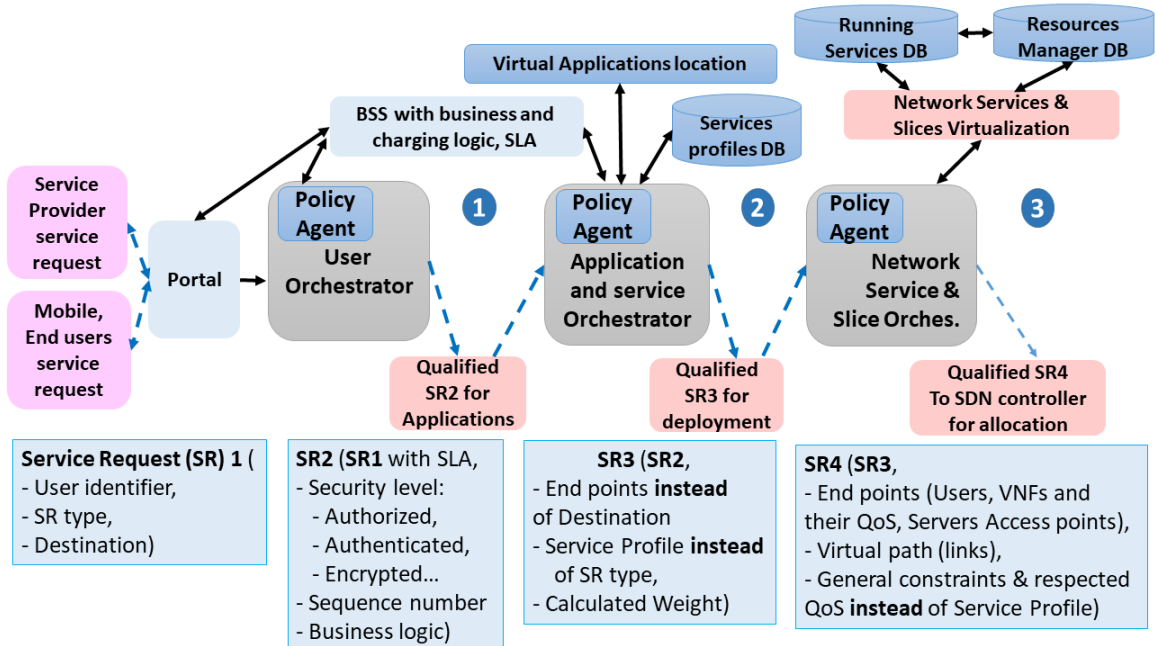 Running
Services DB
Resources
Manager DB
Virtual Applications location
BSS with business and
charging logic, SLA
Services
profiles DB
Network Services &
Slices Virtualization
Service
Provider
service
request
Mobile,
End users
service
request
Portal
Policy
Agent
User
Orchestrator
1
Policy
Agent
Application
and service
Orchestrator
2
Policy
Agent
Network
Service &
Slice Orches.
3
Qualified
SR2 for
Applications
Qualified
SR3 for
deployment
Qualified SR4
To SDN controller
for allocation
Service Request (SR) 1 (
- User identifier,
- SR type,
- Destination)
SR2 (SR1 with SLA,
- Security level:
- Authorized,
- Authenticated,
- Encrypted…
- Sequence number
- Business logic)
SR3 (SR2,
- End points instead
of Destination
- Service Profile instead
of SR type,
- Calculated Weight)
SR4 (SR3,
- End points (Users, VNFs and
their QoS, Servers Access points),
- Virtual path (links),
- General constraints & respected
QoS instead of Service Profile)